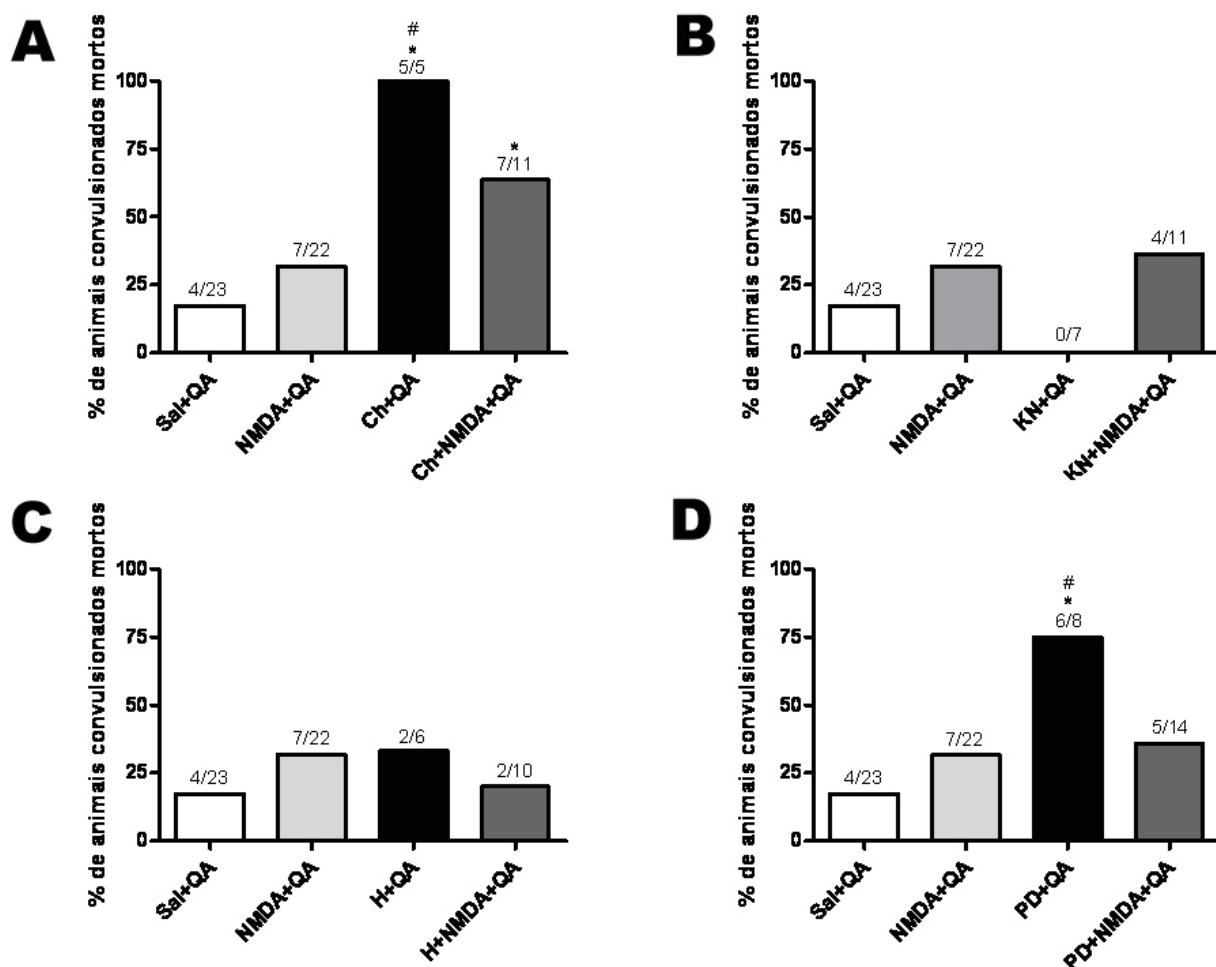 A
% de animais convulsionados mortos
100
75
50
25
0
4/23
7/22
#
*
5/5
*
7/11
Sal+QA
NMDA+QA
Ch+QA
Ch+NMDA+QA
B
% de animais convulsionados mortos
100
75
50
25
0
4/23
7/22
0/7
4/11
Sal+QA
NMDA+QA
KN+QA
KN+NMDA+QA
C
% de animais convulsionados mortos
100
75
50
25
0
4/23
7/22
2/6
2/10
Sal+QA
NMDA+QA
H+QA
H+NMDA+QA
D
% de animais convulsionados mortos
100
75
50
25
0
4/23
7/22
#
*
6/8
5/14
Sal+QA
NMDA+QA
PD+QA
PD+NMDA+QA